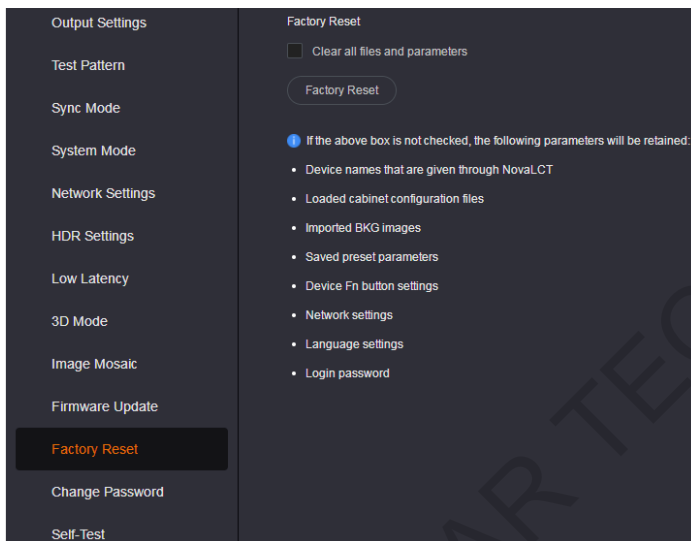 Output Settings
Test Pattern
Sync Mode
System Mode
Network Settings
HDR Settings
Low Latency
3D Mode
Image Mosaic
Firmware Update
Factory Reset
Change Password
Self-Test
Factory Reset
Clear all files and parameters
Factory Reset
If the above box is not checked, the following parameters will be retained:
• Device names that are given through NovaLCT
• Loaded cabinet configuration files
• Imported BKG images
• Saved preset parameters
• Device Fn button settings
• Network settings
• Language settings
• Login password